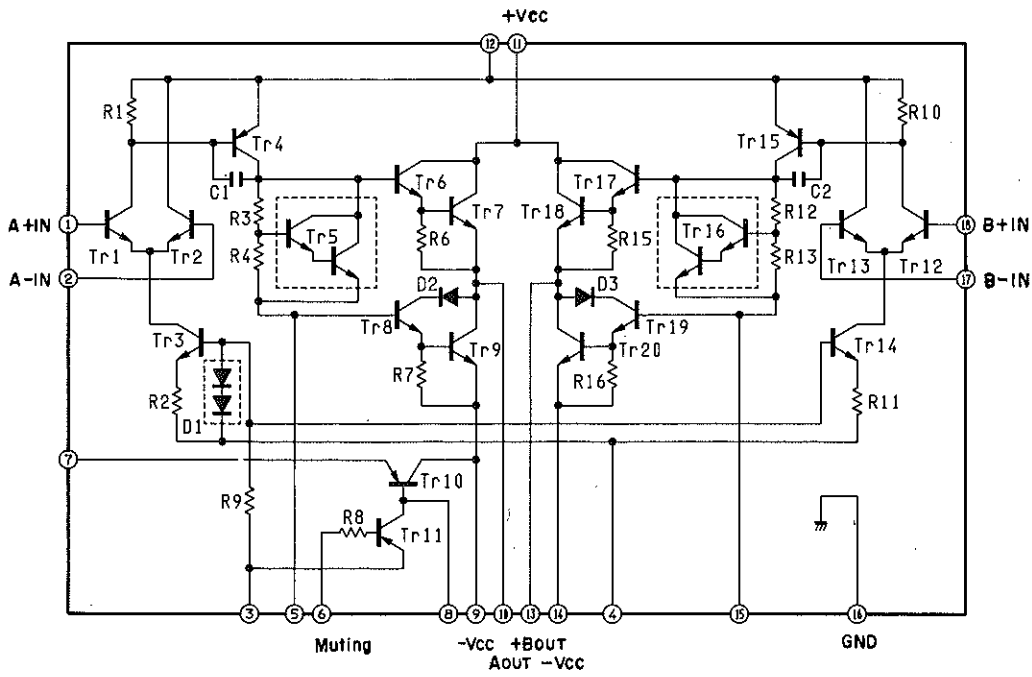 +Vcc
12 11
R1 R10
Tr4 Tr15
C1 Tr6 Tr17 C2
A+IN 1 R3 Tr5 Tr7 Tr18 Tr16 R12 18 B+IN
Tr1 Tr2 R4 R6 R15 R13 Tr13 Tr12
A-IN 2 D2 D3 17 B-IN
Tr3 Tr8 Tr9 Tr20 Tr19 Tr14
R2 D1 R7 R16 R11
7 Tr10
R9 R8 Tr11
3 5 6 8 9 10 13 14 4 15 16
Muting -Vcc +BOUT GND
AOUT -Vcc